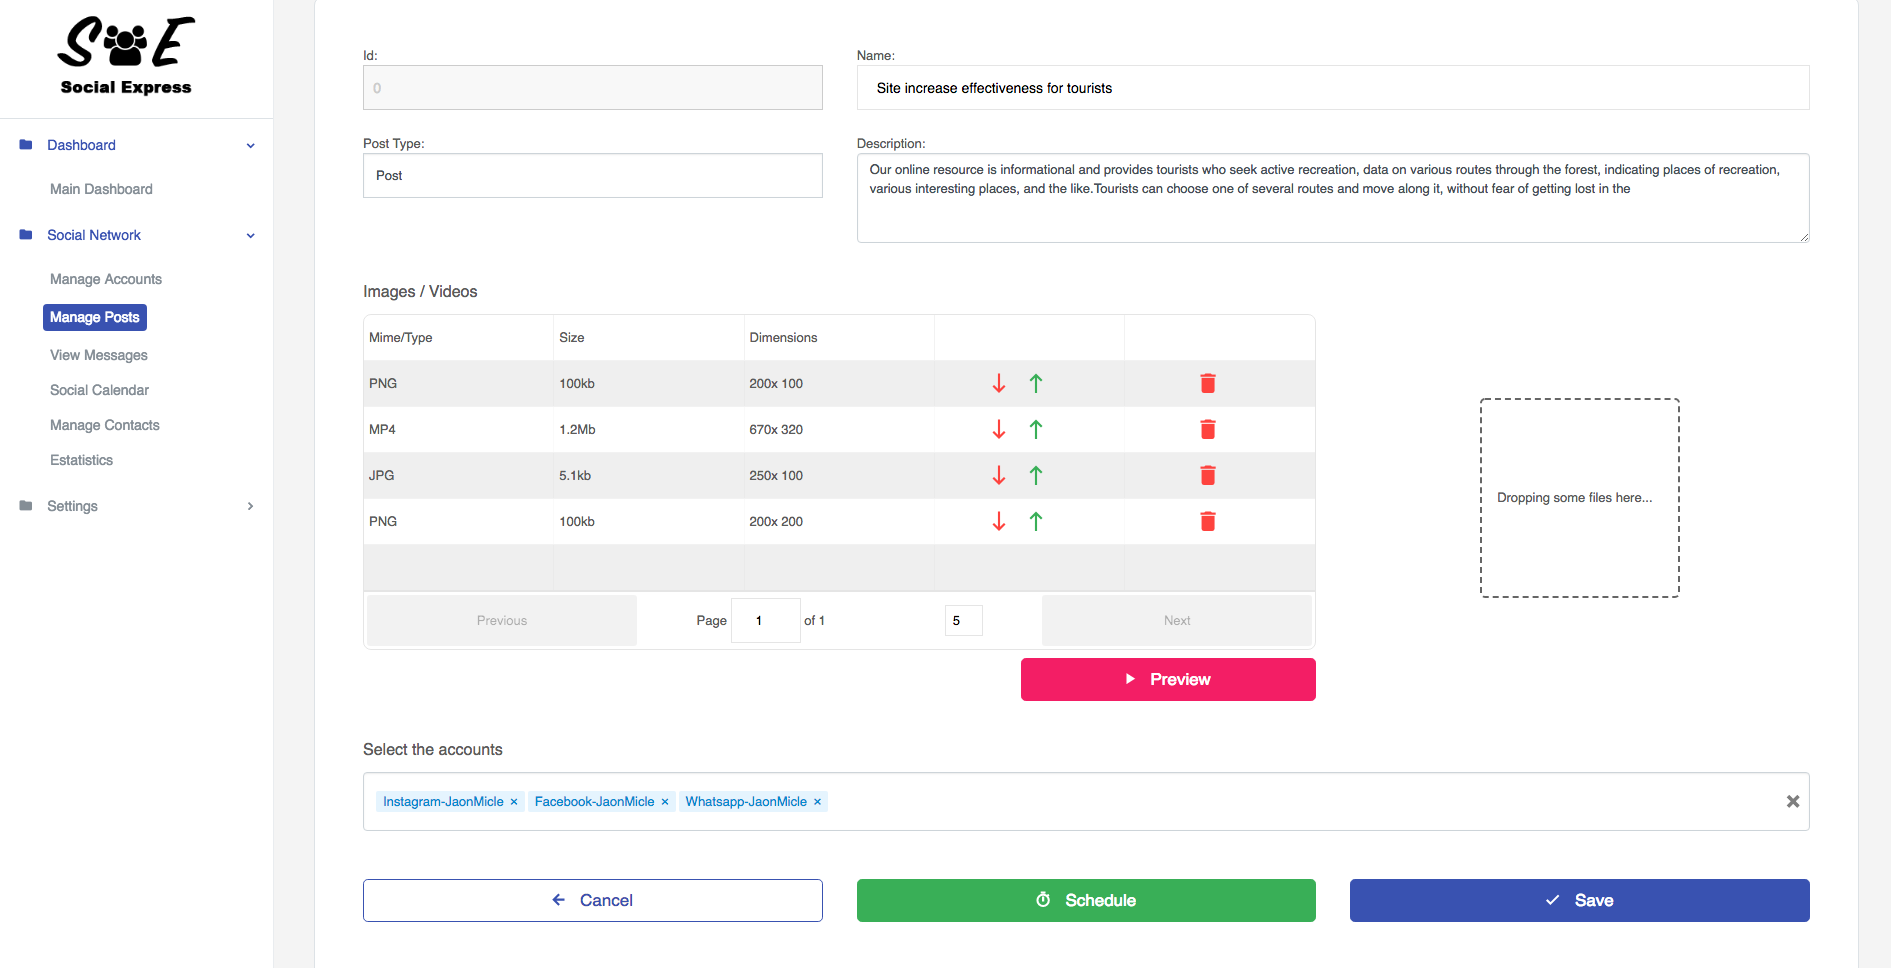 S E
Social Express
Dashboard
Main Dashboard
Social Network
Manage Accounts
Manage Posts
View Messages
Social Calendar
Manage Contacts
Estatistics
Settings
Id:
0
Name:
Site increase effectiveness for tourists
Post Type:
Post
Description:
Our online resource is informational and provides tourists who seek active recreation, data on various routes through the forest, indicating places of recreation,
various interesting places, and the like.Tourists can choose one of several routes and move along it, without fear of getting lost in the
Images / Videos
Mime/Type Size Dimensions
PNG 100kb 200x 100
MP4 1.2Mb 670x 320
JPG 5.1kb 250x 100
PNG 100kb 200x 200
Previous Page 1 of 1 5 Next
Dropping some files here...
Preview
Select the accounts
Instagram-JaonMicle × Facebook-JaonMicle × Whatsapp-JaonMicle ×
Cancel Schedule Save